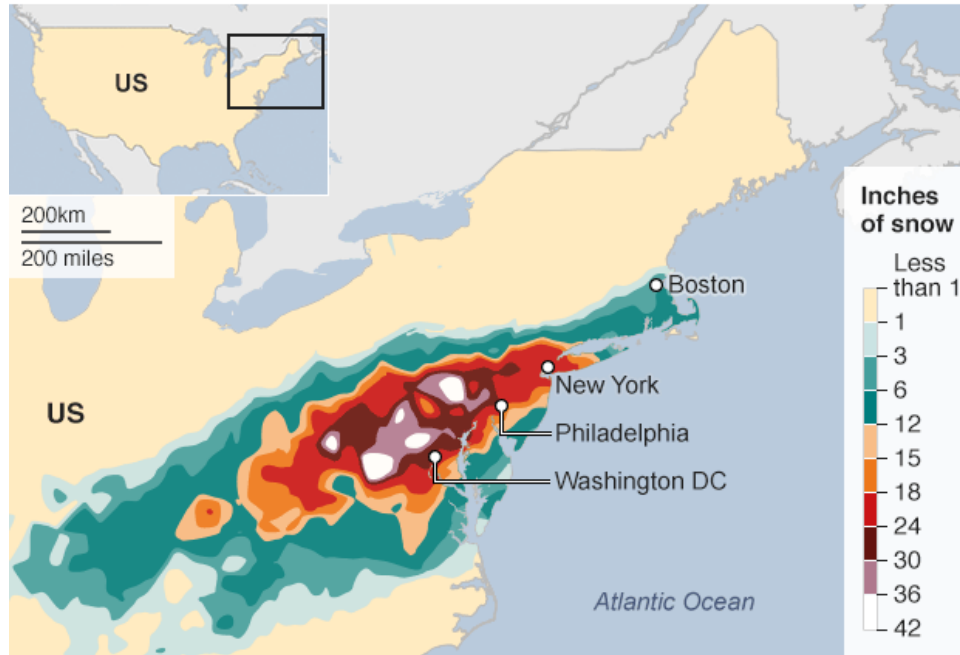 US
200km
200 miles
US
Boston
New York
Philadelphia
Washington DC
Atlantic Ocean
Inches
of snow
Less
than 1
1
3
6
12
15
18
24
30
36
42